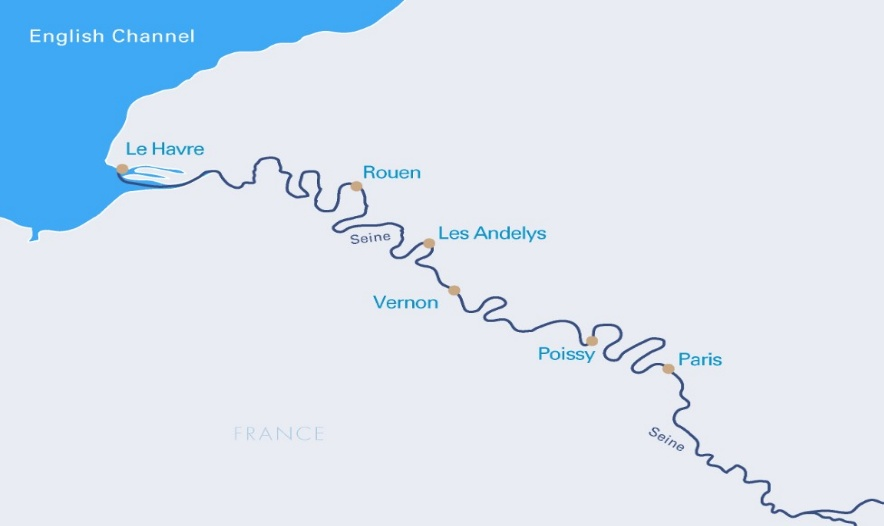 English Channel
Le Havre
Rouen
Seine
Les Andelys
Vernon
Poissy
Paris
FRANCE
Seine